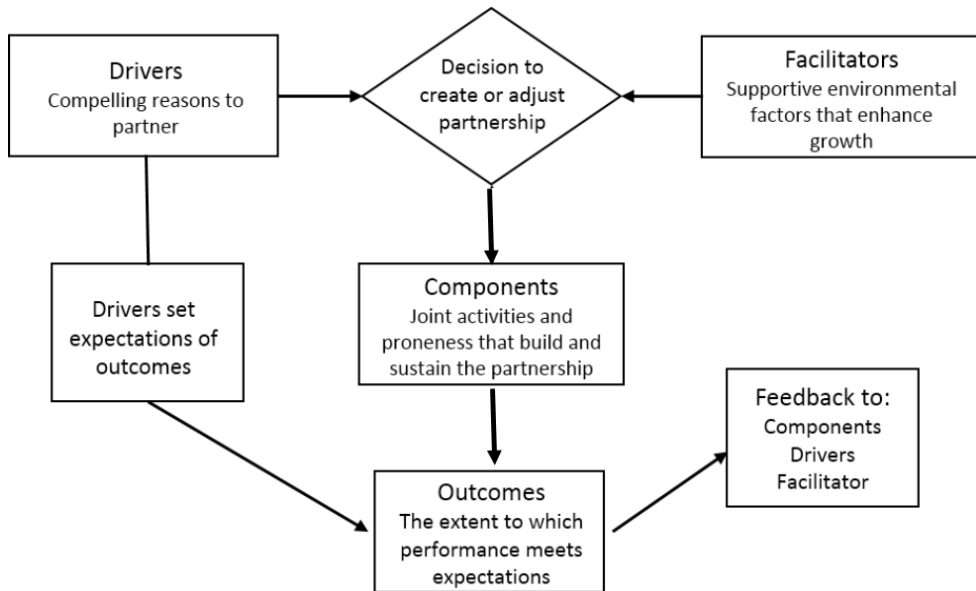 Drivers
Compelling reasons to
partner
Decision to
create or adjust
partnership
Facilitators
Supportive environmental
factors that enhance
growth
Drivers set
expectations of
outcomes
Components
Joint activities and
proneness that build and
sustain the partnership
Feedback to:
Components
Drivers
Facilitator
Outcomes
The extent to which
performance meets
expectations